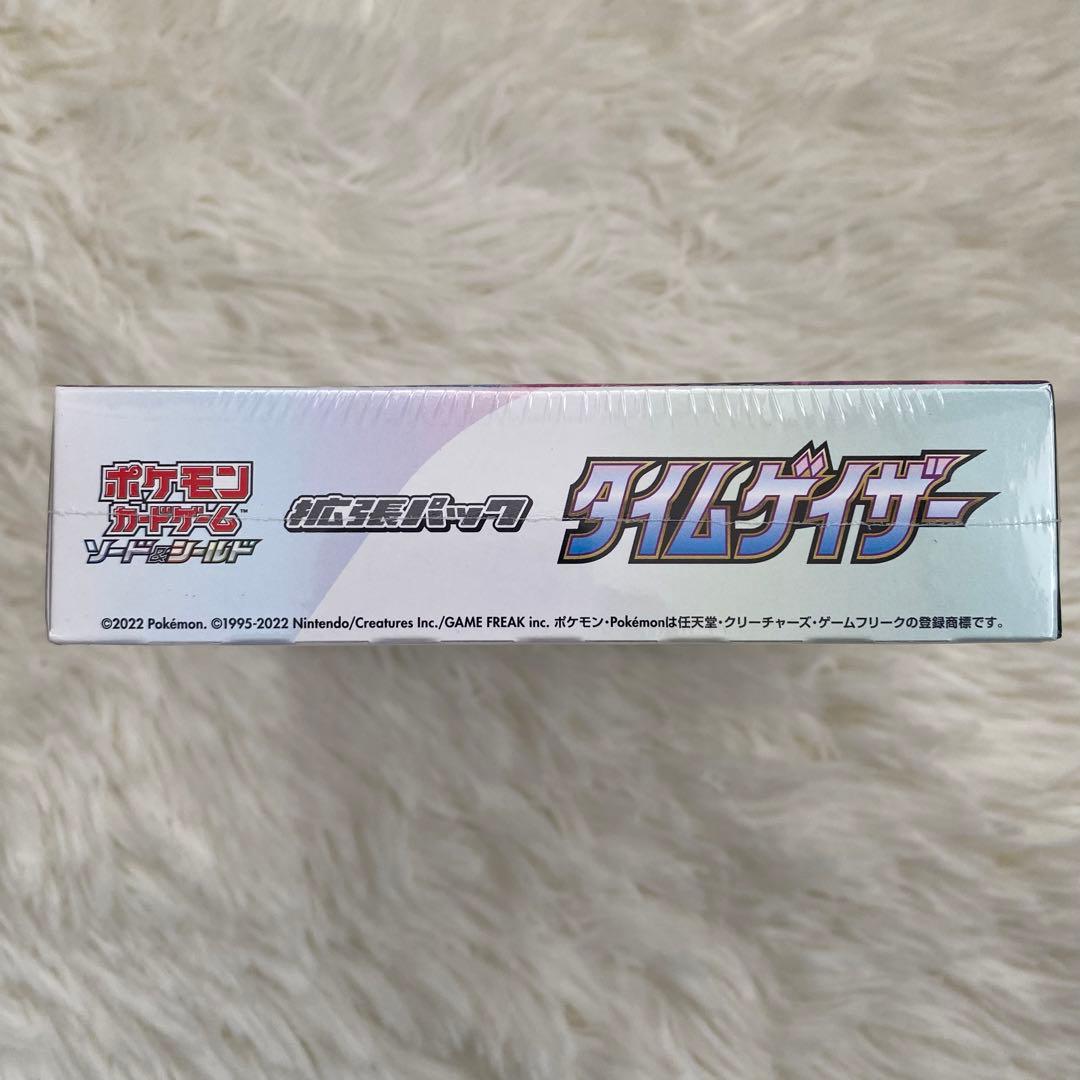 ポケモン
カードゲーム™
ソード&シールド
拡張パック
タイムゲイザー
©2022 Pokémon. ©1995-2022 Nintendo/Creatures Inc./GAME FREAK inc. ポケモン・Pokémonは任天堂・クリーチャーズ・ゲームフリークの登録商標です。